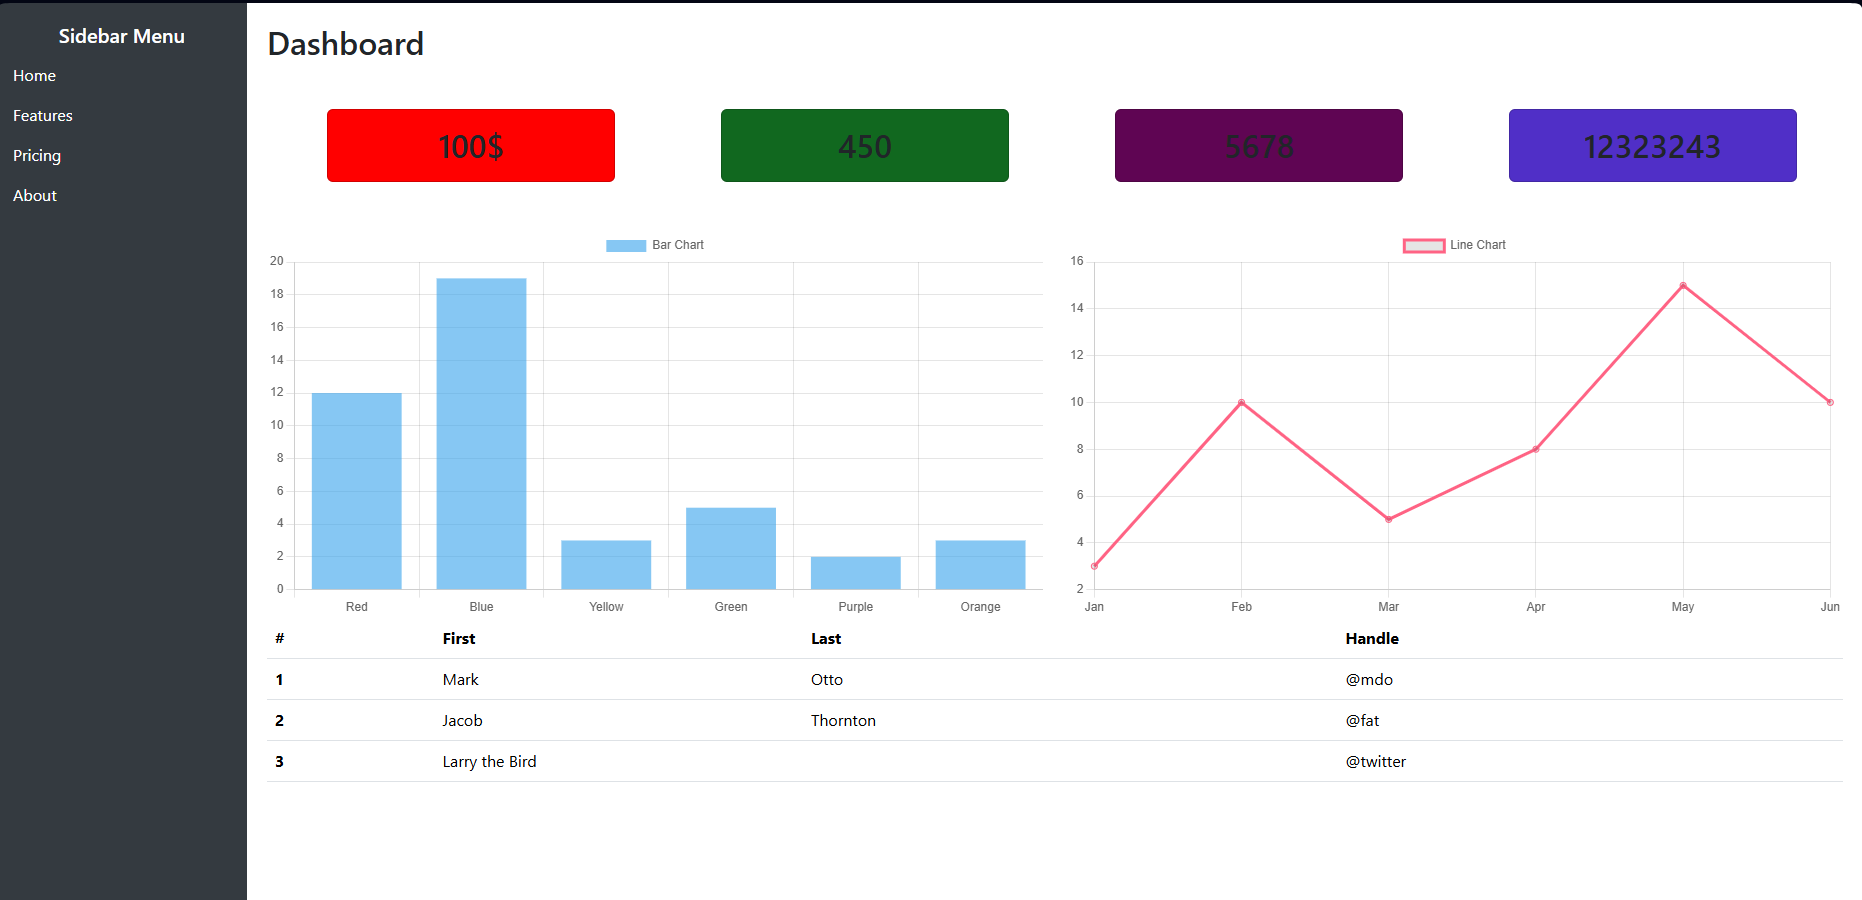 Sidebar Menu
Home
Features
Pricing
About
Dashboard
100$
450
5678
12323243
Bar Chart
20
18
16
14
12
10
8
6
4
2
0
Red Blue Yellow Green Purple Orange
Line Chart
16
14
12
10
8
6
4
2
Jan Feb Mar Apr May Jun
# First Last Handle
1 Mark Otto @mdo
2 Jacob Thornton @fat
3 Larry the Bird @twitter